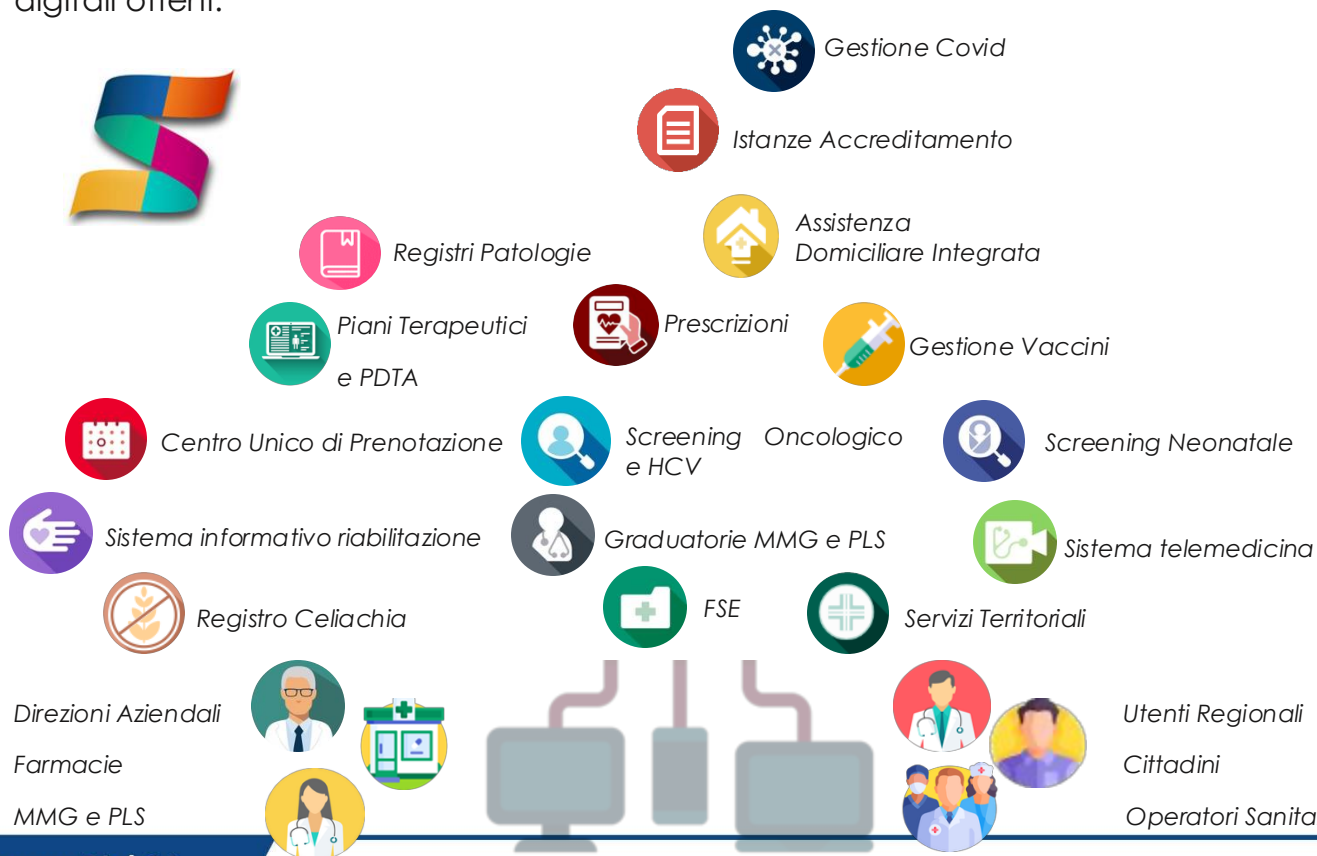 digitali offerti.
Gestione Covid
Istanze Accreditamento
Assistenza
Domiciliare Integrata
Registri Patologie
Piani Terapeutici
e PDTA
Prescrizioni
Gestione Vaccini
Centro Unico di Prenotazione
Screening Oncologico
e HCV
Screening Neonatale
Sistema informativo riabilitazione
Graduatorie MMG e PLS
Sistema telemedicina
Registro Celiachia
FSE
Servizi Territoriali
Direzioni Aziendali
Farmacie
MMG e PLS
Utenti Regionali
Cittadini
Operatori Sanita